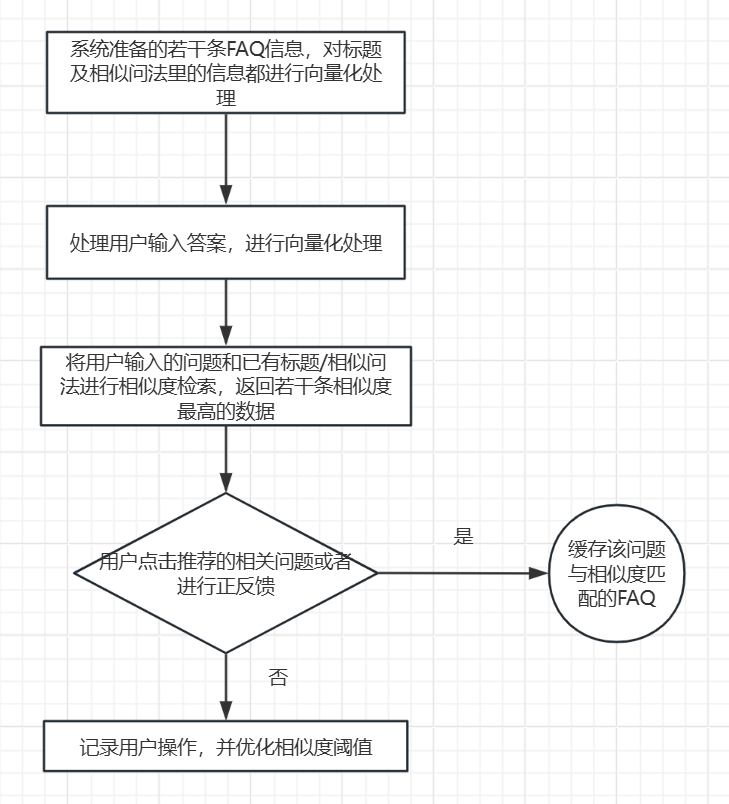 系统准备的若干条FAQ信息，对标题
及相似问法里的信息都进行向量化处
理
处理用户输入答案，进行向量化处理
将用户输入的问题和已有标题/相似问
法进行相似度检索，返回若干条相似度
最高的数据
用户点击推荐的相关问题或者
进行正反馈
是
缓存该问题
与相似度匹
配的FAQ
否
记录用户操作，并优化相似度阈值